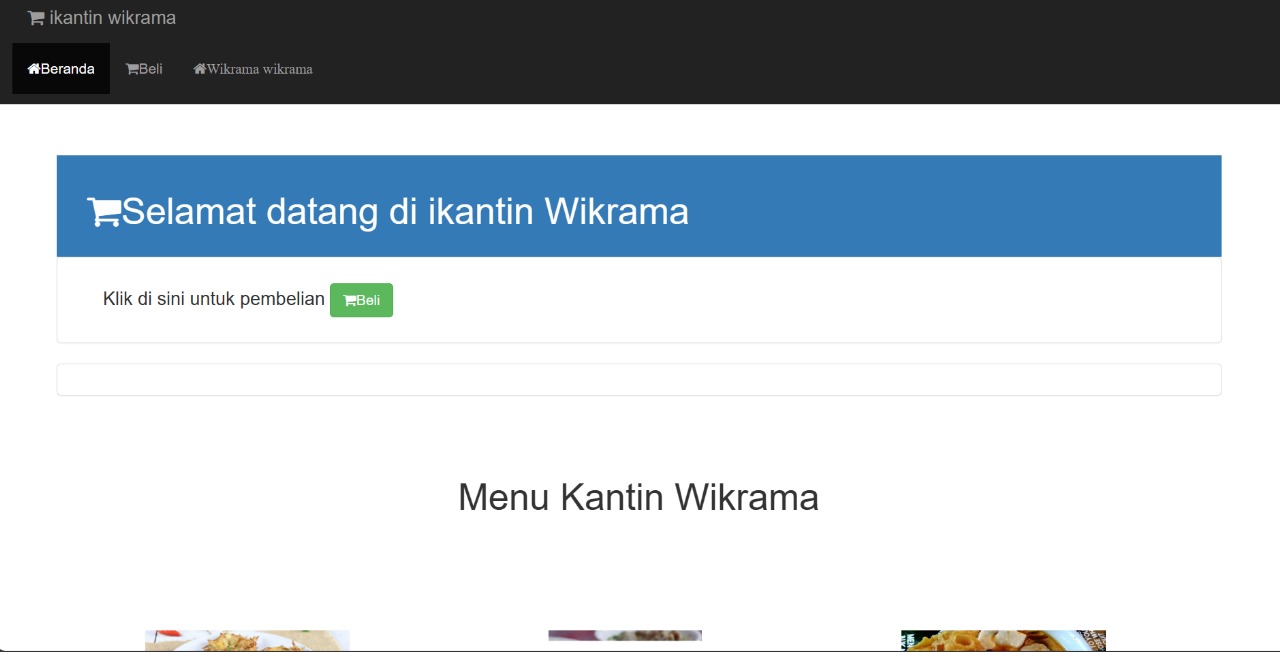 ikantin wikrama
Beranda Beli Wikrama wikrama
Selamat datang di ikantin Wikrama
Klik di sini untuk pembelian Beli
Menu Kantin Wikrama